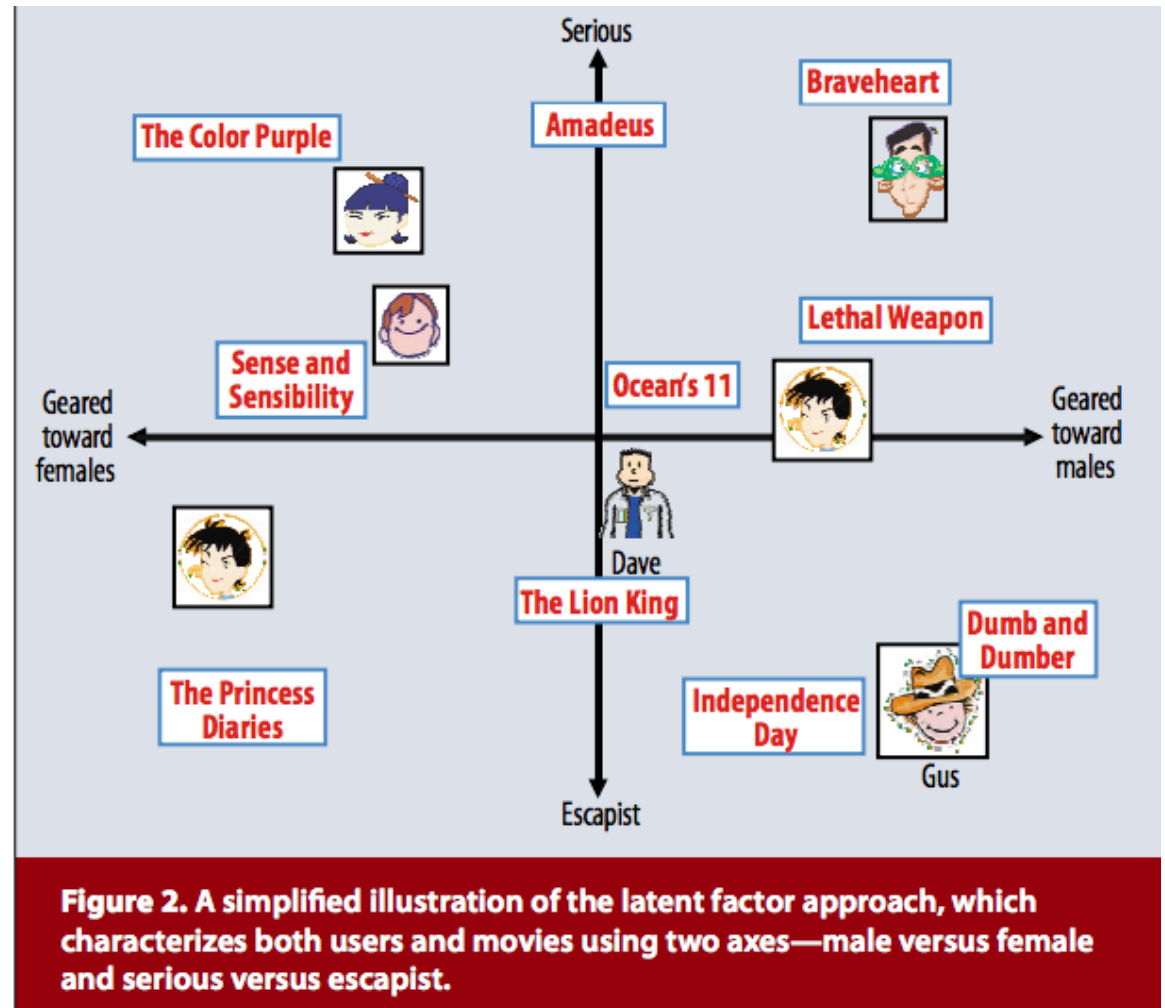 Serious
Braveheart
The Color Purple
Amadeus
Lethal Weapon
Sense and
Sensibility
Ocean's 11
Geared
toward
females
Geared
toward
males
Dave
The Lion King
Dumb and
Dumber
The Princess
Diaries
Independence
Day
Gus
Escapist
Figure 2. A simplified illustration of the latent factor approach, which
characterizes both users and movies using two axes—male versus female
and serious versus escapist.